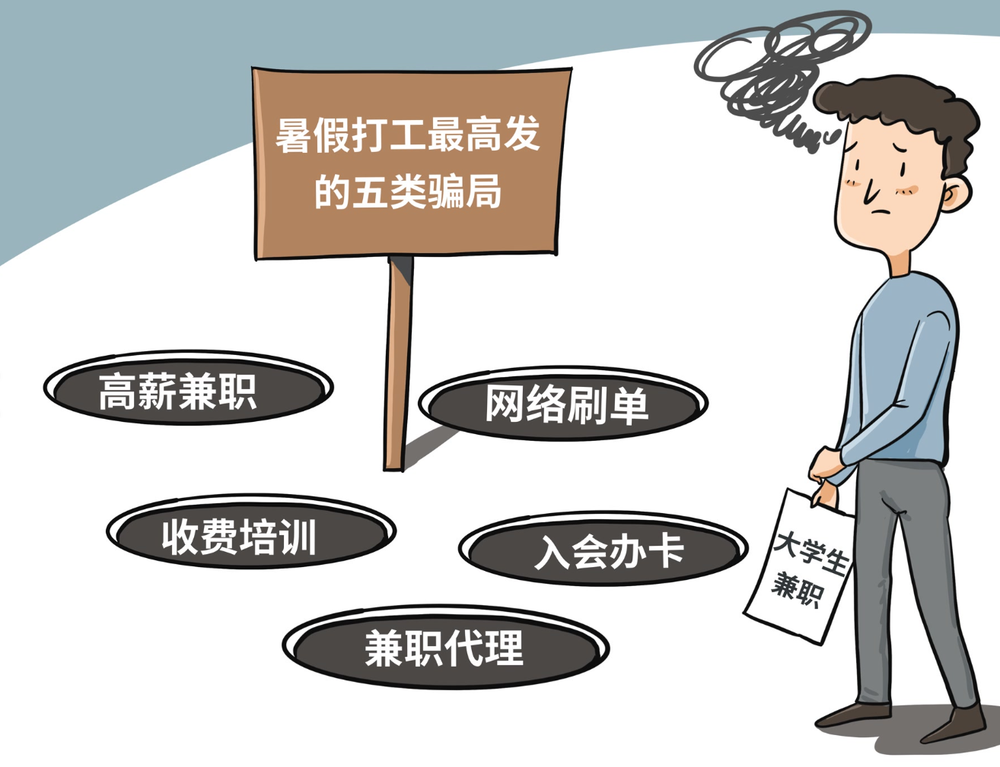 暑假打工最高发
的五类骗局
高薪兼职
网络刷单
收费培训
入会办卡
兼职代理
大学生
兼职